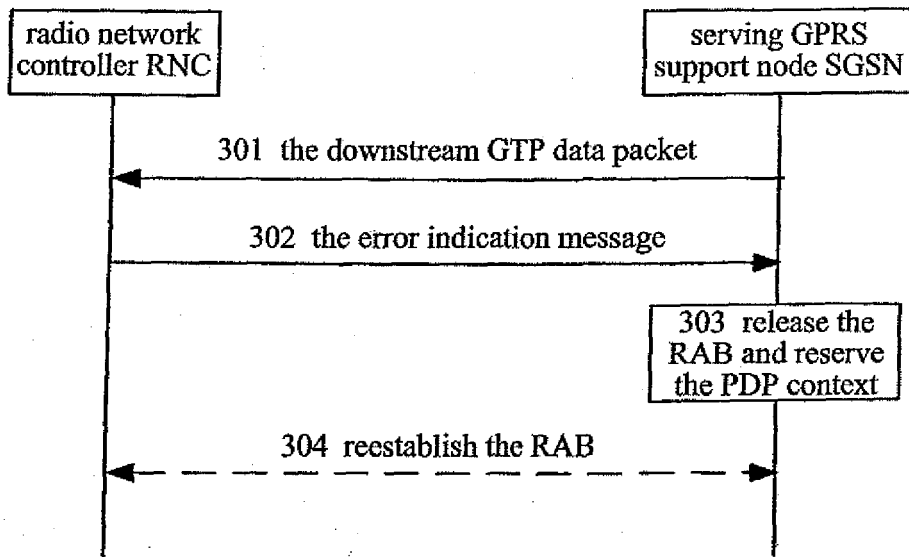 radio network
controller RNC
serving GPRS
support node SGSN
301 the downstream GTP data packet
302 the error indication message
303 release the
RAB and reserve
the PDP context
304 reestablish the RAB